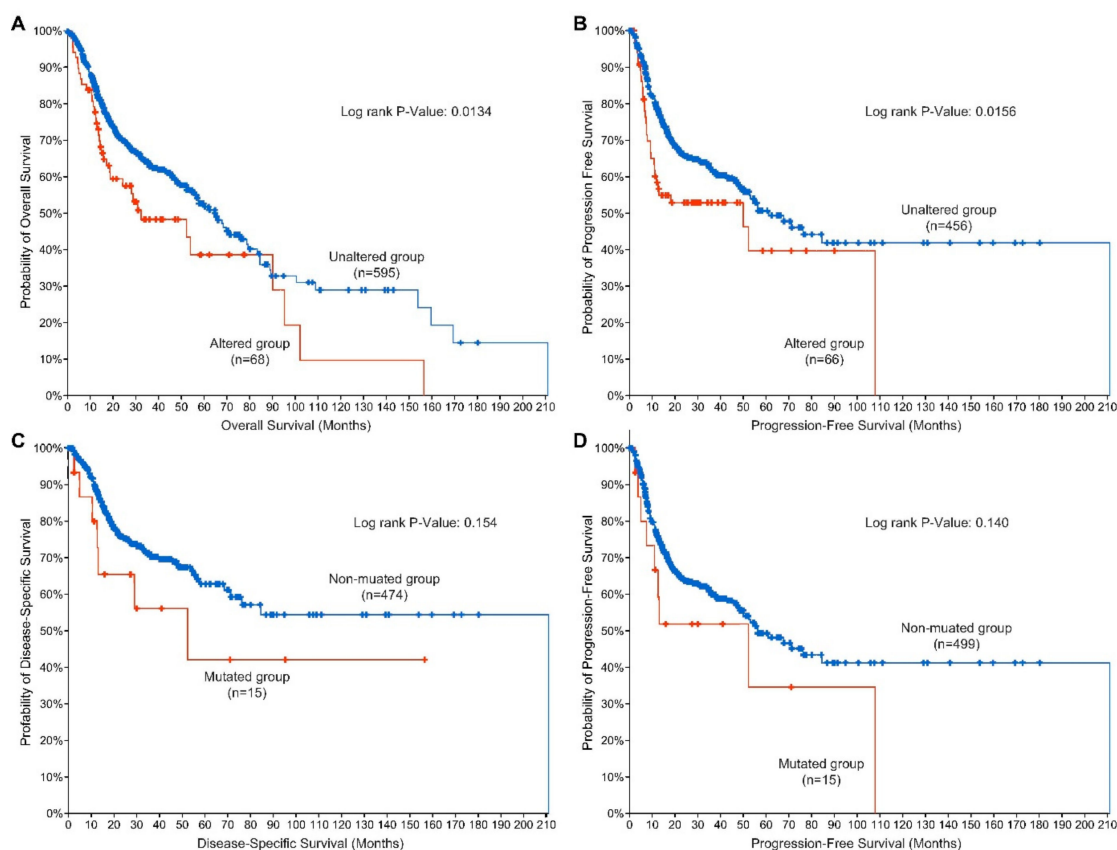 A
Probability of Overall Survival
100%
90%
80%
70%
60%
50%
40%
30%
20%
10%
0%
Log rank P-Value: 0.0134
Unaltered group
(n=595)
Altered group
(n=68)
0 10 20 30 40 50 60 70 80 90 100 110 120 130 140 150 160 170 180 190 200 210
Overall Survival (Months)
B
Probability of Progression Free Survvial
100%
90%
80%
70%
60%
50%
40%
30%
20%
10%
0%
Log rank P-Value: 0.0156
Unaltered group
(n=456)
Altered group
(n=66)
0 10 20 30 40 50 60 70 80 90 100 110 120 130 140 150 160 170 180 190 200 210
Progression-Free Survival (Months)
C
Profability of Disease-Specific Survival
100%
90%
80%
70%
60%
50%
40%
30%
20%
10%
0%
Log rank P-Value: 0.154
Non-muated group
(n=474)
Mutated group
(n=15)
0 10 20 30 40 50 60 70 80 90 100 110 120 130 140 150 160 170 180 190 200 210
Disease-Specific Survival (Months)
D
Probability of Progression-Free Survival
100%
90%
80%
70%
60%
50%
40%
30%
20%
10%
0%
Log rank P-Value: 0.140
Non-muated group
(n=499)
Mutated group
(n=15)
0 10 20 30 40 50 60 70 80 90 100 110 120 130 140 150 160 170 180 190 200 210
Progression-Free Survival (Months)